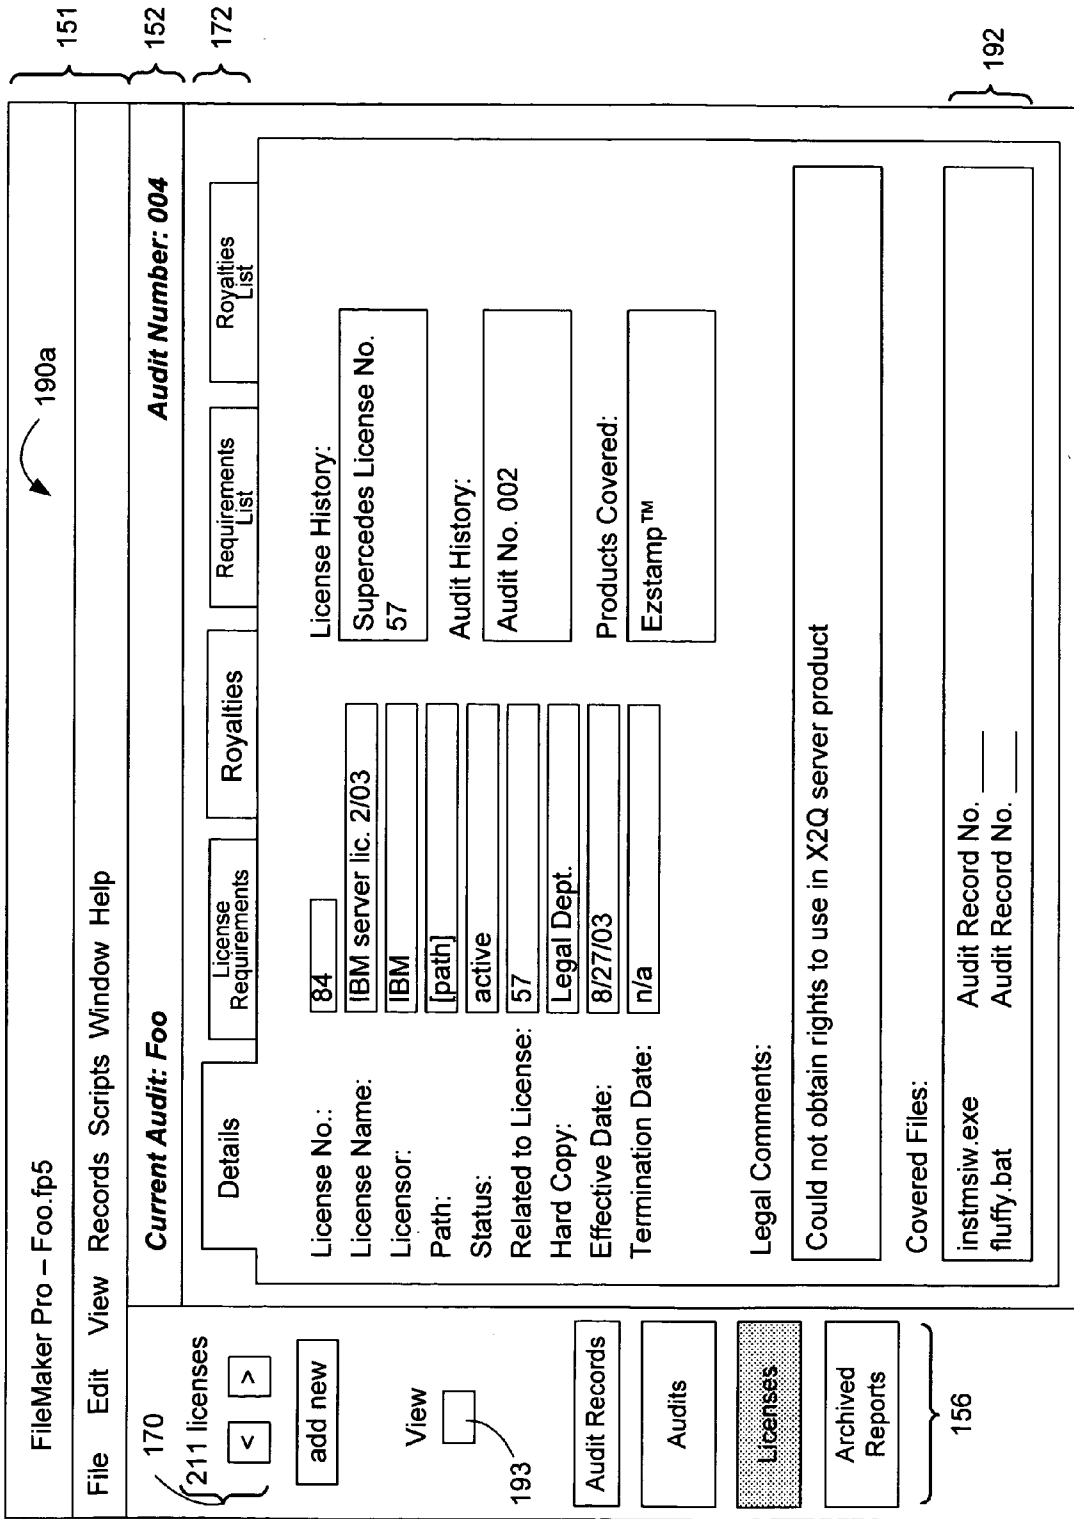 FileMaker Pro – Foo.fp5
190a
151
File Edit View Records Scripts Window Help
152
Current Audit: Foo Audit Number: 004
172
170
211 licenses
< >
add new
View
193
Audit Records
Audits
Licenses
Archived
Reports
156
Details
License
Requirements
Royalties
Requirements
List
Royalties
List
License No.: 84
License Name: IBM server lic. 2/03
Licensor: IBM
Path: [path]
Status: active
Related to License: 57
Hard Copy: Legal Dept.
Effective Date: 8/27/03
Termination Date: n/a
License History:
Supercedes License No.
57
Audit History:
Audit No. 002
Products Covered:
Ezstamp™
Legal Comments:
Could not obtain rights to use in X2Q server product
Covered Files:
instmsiw.exe Audit Record No. ___
fluffy.bat Audit Record No. ___
192